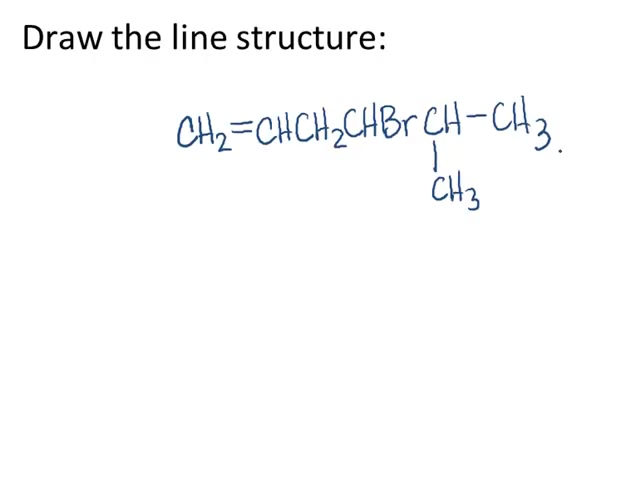 Draw the line structure:
CH₂=CHCH₂CHBrCH-CH₃.
|
CH₃